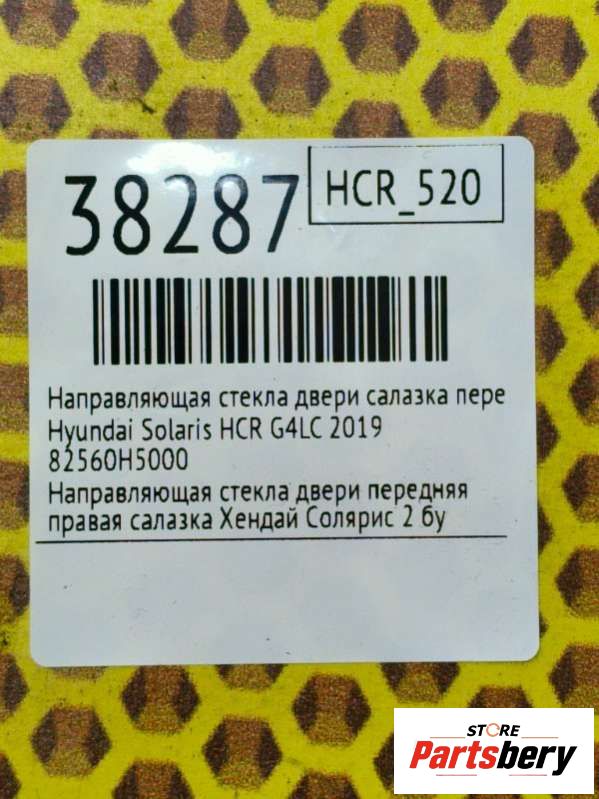 38287
HCR_520
Направляющая стекла двери салазка пере
Hyundai Solaris HCR G4LC 2019
82560H5000
Направляющая стекла двери передняя
правая салазка Хендай Солярис 2 бу
STORE
Partsbery